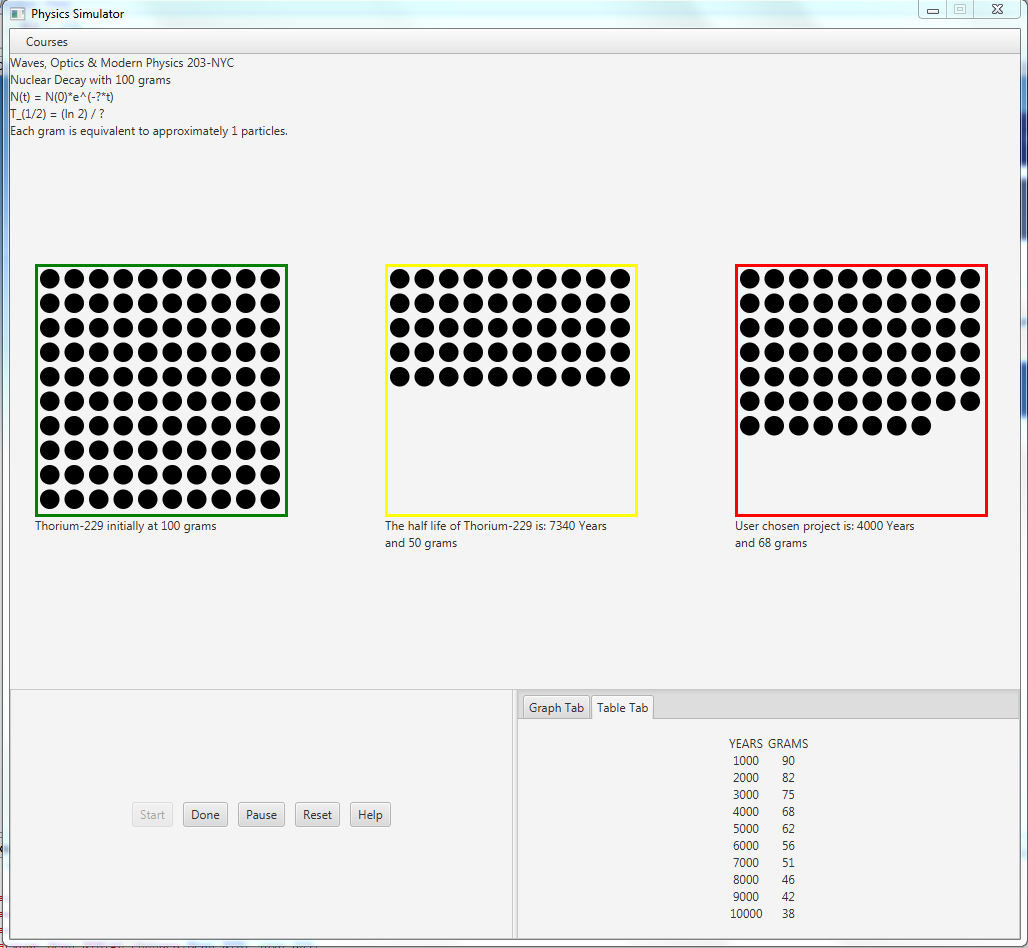 Physics Simulator
Courses
Waves, Optics & Modern Physics 203-NYC
Nuclear Decay with 100 grams
N(t) = N(0)*e^(-?*t)
T_(1/2) = (ln 2) / ?
Each gram is equivalent to approximately 1 particles.
Thorium-229 initially at 100 grams
The half life of Thorium-229 is: 7340 Years
and 50 grams
User chosen project is: 4000 Years
and 68 grams
Graph Tab Table Tab
YEARS GRAMS
1000 90
2000 82
3000 75
4000 68
5000 62
6000 56
7000 51
8000 46
9000 42
10000 38
Start Done Pause Reset Help